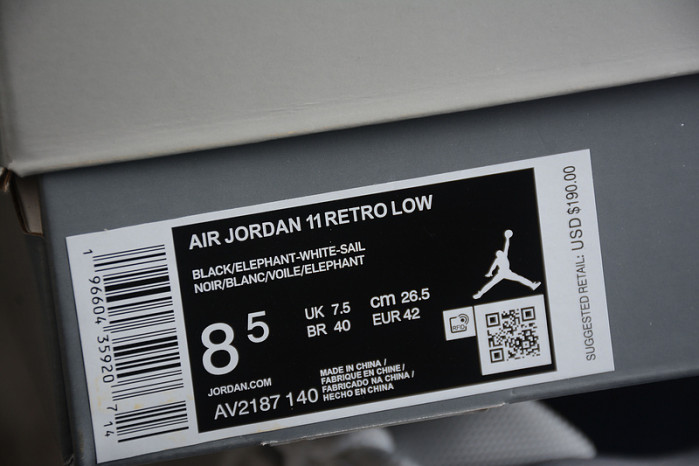 AIR JORDAN 11 RETRO LOW
BLACK/ELEPHANT-WHITE-SAIL
NOIR/BLANC/VOILE/ELEPHANT
8 5
UK 7.5
BR 40
cm 26.5
EUR 42
JORDAN.COM
AV2187 140
MADE IN CHINA /
FABRIQUE EN CHINE /
FABRICADO NA CHINA /
HECHO EN CHINA
RFID
1 96604 35920 7 14
SUGGESTED RETAIL: USD $190.00